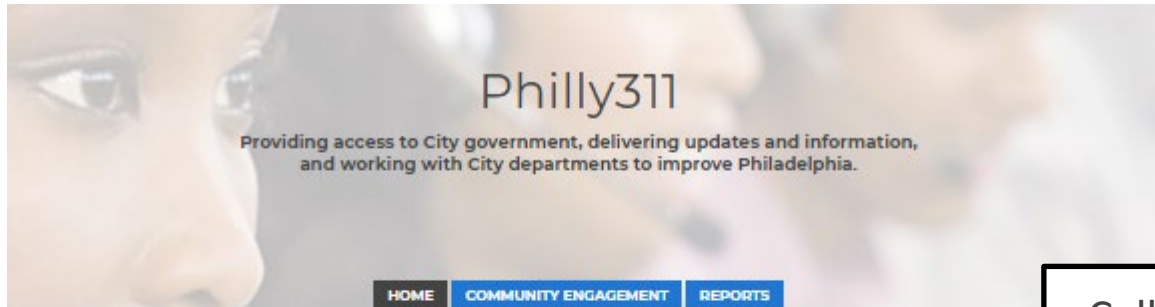 Philly311
Providing access to City government, delivering updates and information,
and working with City departments to improve Philadelphia.
HOME COMMUNITY ENGAGEMENT REPORTS